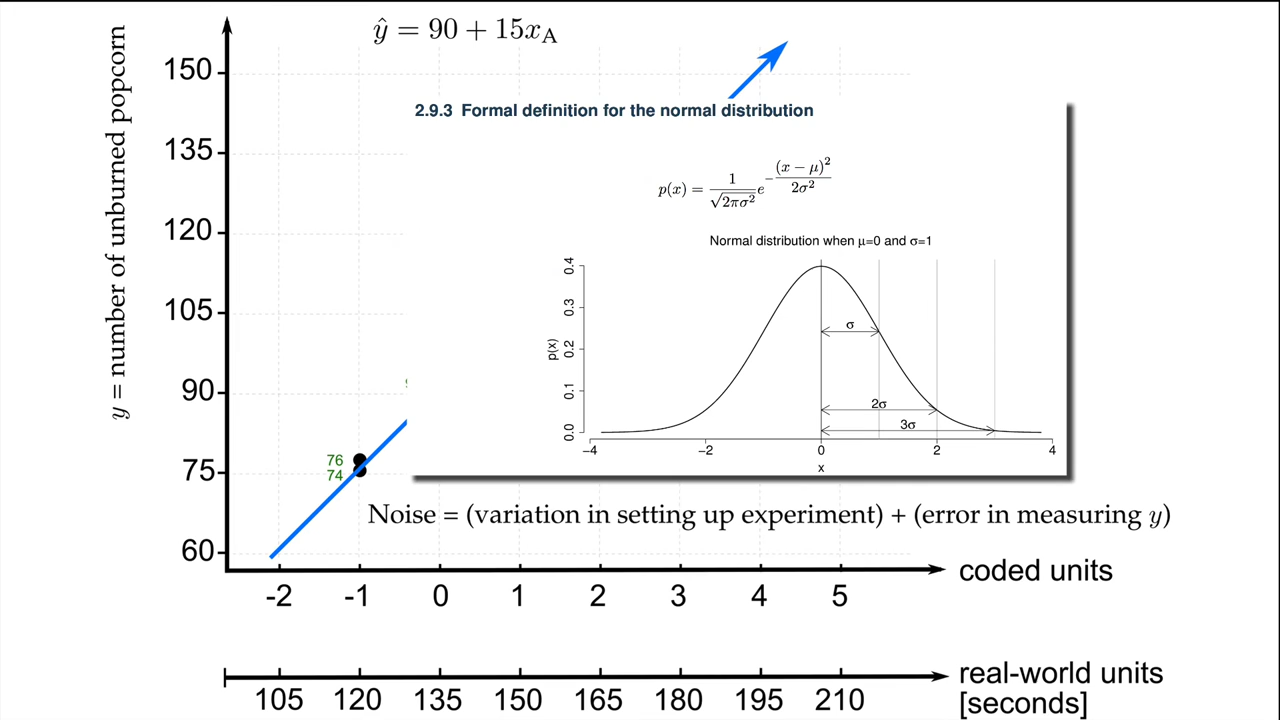 ŷ = 90 + 15x_A
y = number of unburned popcorn
150
135
120
105
90
75
60
2.9.3 Formal definition for the normal distribution
p(x) = \frac{1}{\sqrt{2πσ²}} e^{-\frac{(x − μ)²}{2σ²}}
Normal distribution when μ=0 and σ=1
p(x)
0.4
0.3
0.2
0.1
0.0
σ
2σ
3σ
−4 −2 0 2 4
x
76
74
Noise = (variation in setting up experiment) + (error in measuring y)
coded units
-2 -1 0 1 2 3 4 5
real-world units
[seconds]
105 120 135 150 165 180 195 210